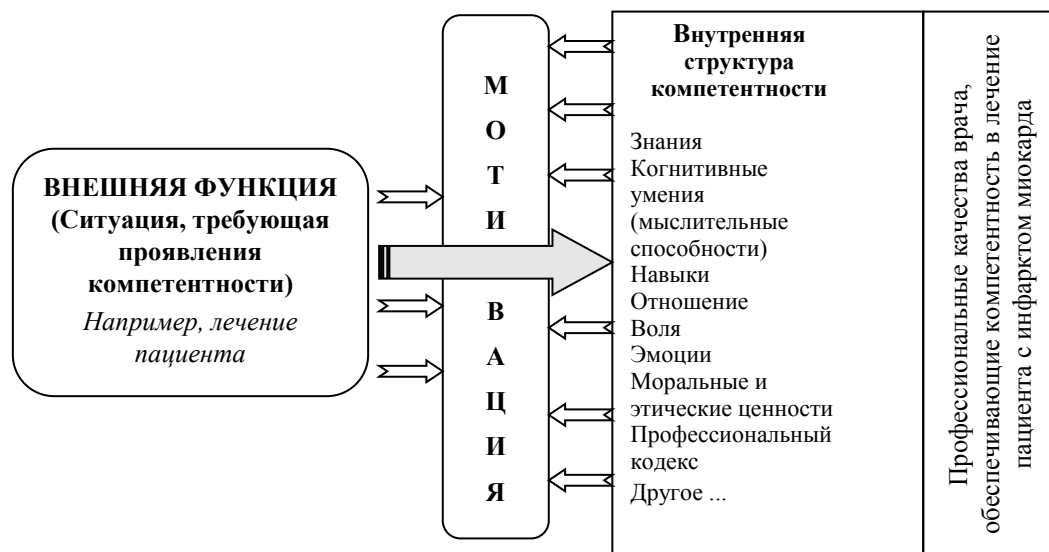 ВНЕШНЯЯ ФУНКЦИЯ
(Ситуация, требующая
проявления
компетентности)
Например, лечение
пациента
М
О
Т
И
В
А
Ц
И
Я
Внутренняя
структура
компетентности
Знания
Когнитивные
умения
(мыслительные
способности)
Навыки
Отношение
Воля
Эмоции
Моральные и
этические ценности
Профессиональный
кодекс
Другое ...
Профессиональные качества врача,
обеспечивающие компетентность в лечение
пациента с инфарктом миокарда